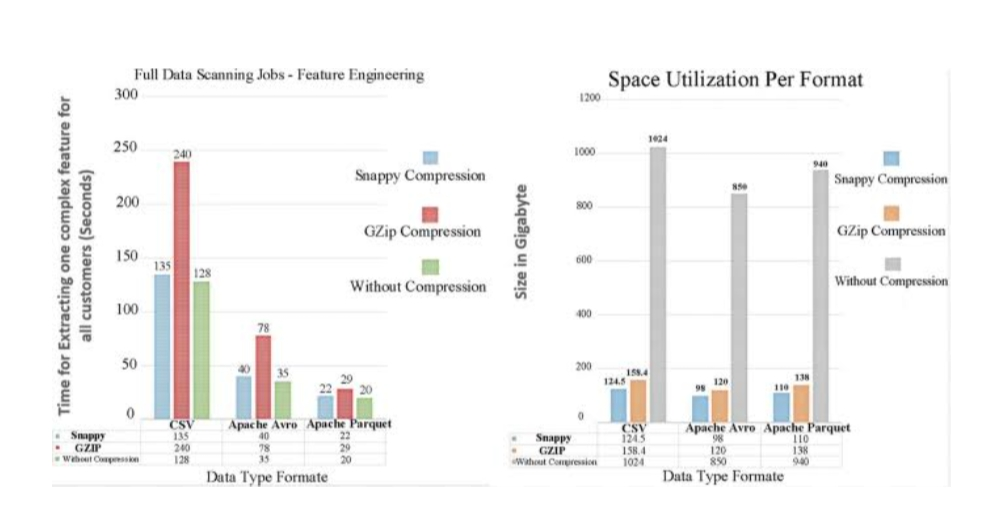 Full Data Scanning Jobs - Feature Engineering
Time for Extracting one complex feature for
all customers (Seconds)
300
250
200
150
100
50
0
135
240
128
40
78
35
22
29
20
Snappy Compression
GZip Compression
Without Compression
CSV Apache Avro Apache Parquet
Snappy 135 40 22
GZIP 240 78 29
Without Compression 128 35 20
Data Type Formate
Space Utilization Per Format
Size in Gigabyte
1200
1000
800
600
400
200
0
124.5
158.4
1024
98
120
850
110
138
940
Snappy Compression
GZip Compression
Without Compression
CSV Apache Avro Apache Parquet
Snappy 124.5 98 110
GZIP 158.4 120 138
Without Compression 1024 850 940
Data Type Formate